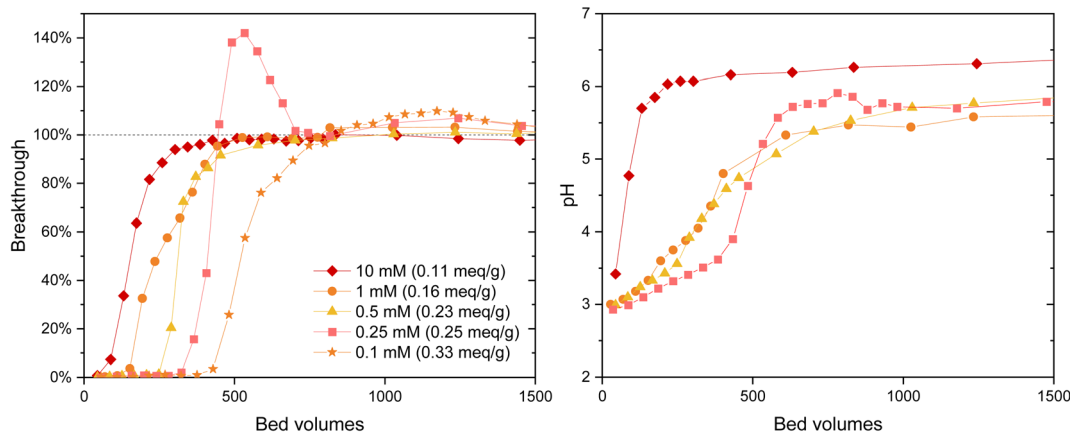 140%
120%
100%
80%
60%
40%
20%
0%
Breakthrough
0
500
1000
1500
Bed volumes
10 mM (0.11 meq/g)
1 mM (0.16 meq/g)
0.5 mM (0.23 meq/g)
0.25 mM (0.25 meq/g)
0.1 mM (0.33 meq/g)
7
6
5
4
3
2
pH
0
500
1000
1500
Bed volumes